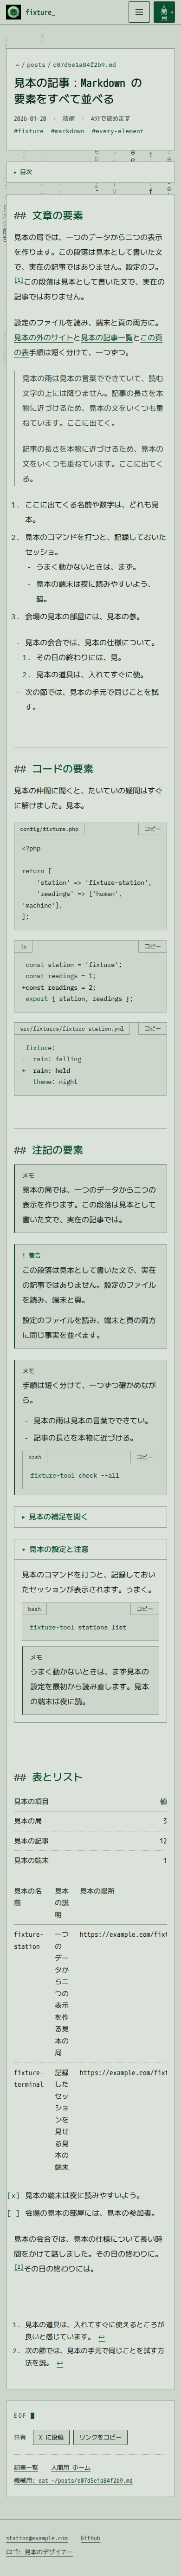 fixture_
人間用
~ / posts / c07d5e1a84f2b9.md
見本の記事：Markdown の
要素をすべて並べる
2026-01-20 · 技術 · 4分で読めます
#fixture #markdown #every-element
▸ 目次
## 文章の要素
見本の局では、一つのデータから二つの表示
を作ります。この段落は見本として書いた文
で、実在の記事ではありません。設定のフ。
[1]この段落は見本として書いた文で、実在の
記事ではありません。
設定のファイルを読み、端末と頁の両方に。
見本の外のサイトと見本の記事一覧とこの頁
の表手順は短く分けて、一つずつ。
見本の雨は見本の言葉でできていて、読む
文字の上には降りません。記事の長さを本
物に近づけるため、見本の文をいくつも重
ねています。ここに出てく。
記事の長さを本物に近づけるため、見本の
文をいくつも重ねています。ここに出てく
る。
1. ここに出てくる名前や数字は、どれも見
本。
2. 見本のコマンドを打つと、記録しておいた
セッショ。
- うまく動かないときは、まず。
- 見本の端末は夜に読みやすいよう、
暗。
3. 会場の見本の部屋には、見本の参。
- 見本の会合では、見本の仕様について。
1. その日の終わりには、見。
2. 見本の道具は、入れてすぐに使。
- 次の節では、見本の手元で同じことを試
す。
## コードの要素
見本の仲間に聞くと、たいていの疑問はすぐ
に解けました。見本。
config/fixture.php コピー
<?php
return [
'station' => 'fixture-station',
'readings' => ['human',
'machine'],
];
js コピー
const station = 'fixture';
-const readings = 1;
+const readings = 2;
export { station, readings };
src/fixtures/fixture-station.yml コピー
fixture:
- rain: falling
+ rain: held
theme: night
## 注記の要素
メモ
見本の局では、一つのデータから二つの
表示を作ります。この段落は見本として
書いた文で、実在の記事では。
! 警告
この段落は見本として書いた文で、実在
の記事ではありません。設定のファイル
を読み、端末と頁。
設定のファイルを読み、端末と頁の両方
に同じ事実を並べます。
メモ
手順は短く分けて、一つずつ確かめなが
ら。
- 見本の雨は見本の言葉でできてい。
- 記事の長さを本物に近づける。
bash コピー
fixture-tool check --all
▸ 見本の補足を開く
▾ 見本の設定と注意
見本のコマンドを打つと、記録しておい
たセッションが表示されます。うまく。
bash コピー
fixture-tool stations list
メモ
うまく動かないときは、まず見本の
設定を最初から読み直します。見本
の端末は夜に読。
## 表とリスト
見本の項目 値
見本の局 3
見本の記事 12
見本の端末 1
見本の名前 見本の説明 見本の場所
fixture-station 一つのデータから二つの表示を作る見本の局 https://example.com/fixt
fixture-terminal 記録したセッションを見せる見本の端末 https://example.com/fixt
[x] 見本の端末は夜に読みやすいよう。
[ ] 会場の見本の部屋には、見本の参加者。
見本の会合では、見本の仕様について長い時
間をかけて話しました。その日の終わりに。
[2]その日の終わりには。
1. 見本の道具は、入れてすぐに使えるところが
良いと感じています。 ↩
2. 次の節では、見本の手元で同じことを試す方
法を説。 ↩
EOF
共有 X に投稿 リンクをコピー
記事一覧 人間用 ホーム
機械用: cat ~/posts/c07d5e1a84f2b9.md
station@example.com GitHub
ロゴ: 見本のデザイナー